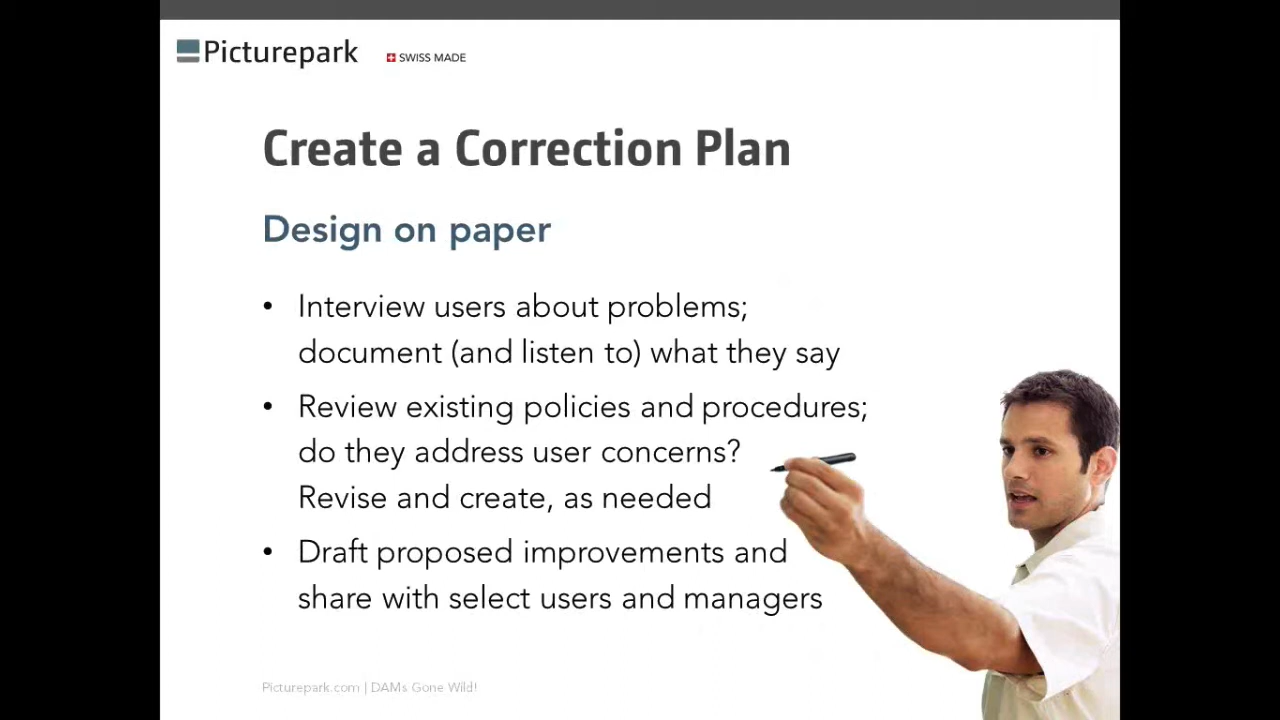 Picturepark
SWISS MADE
Create a Correction Plan
Design on paper
• Interview users about problems;
document (and listen to) what they say
• Review existing policies and procedures;
do they address user concerns?
Revise and create, as needed
• Draft proposed improvements and
share with select users and managers
Picturepark.com | DAMs Gone Wild!